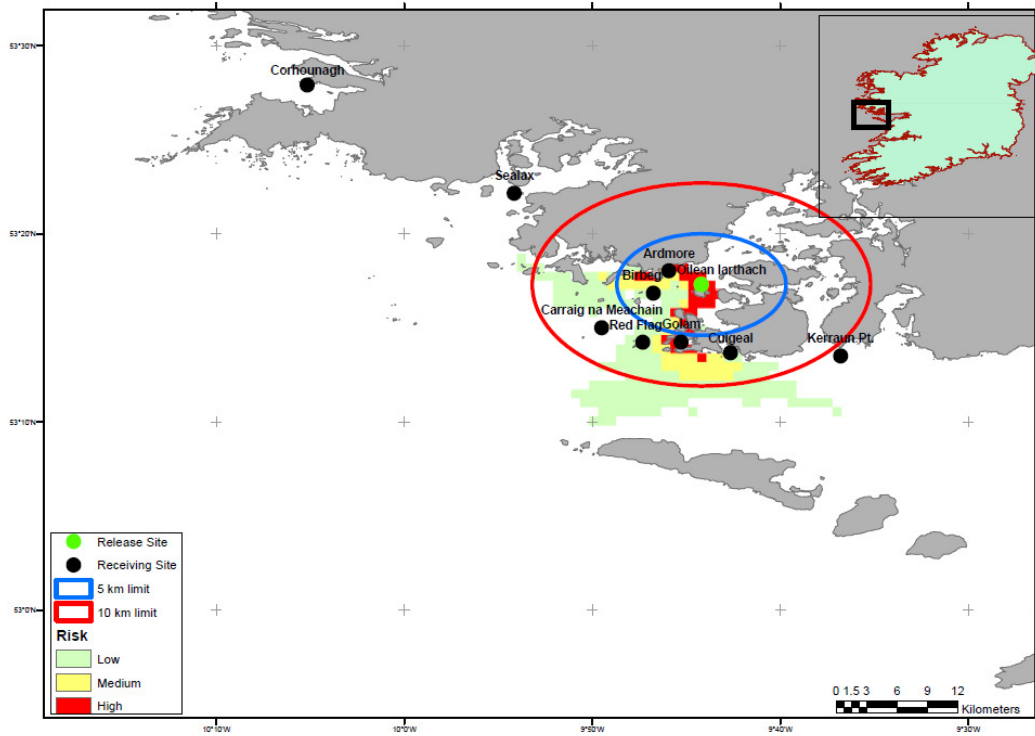 53°30'N
Corhounagh
Sealax
53°20'N
Ardmore
Oilean Iarthach
Birbeg
Carraig na Meachain
Red Flag
Golam
Cuigeal
Kerraun Pt.
53°10'N
53°0'N
Release Site
Receiving Site
5 km limit
10 km limit
Risk
Low
Medium
High
0 1.5 3 6 9 12
Kilometers
10°10'W
10°0'W
9°50'W
9°40'W
9°30'W